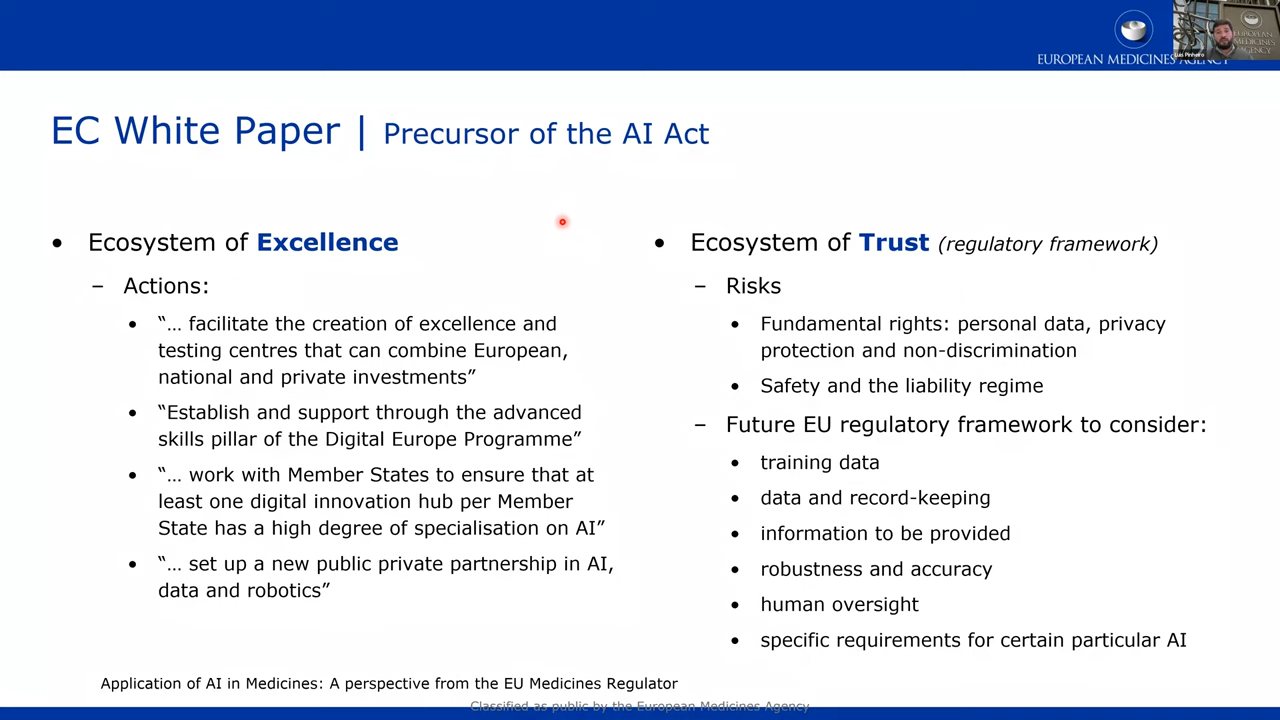 EUROPEAN MEDICINES AGENCY
Luis Pinheiro
EUROPEAN
MEDICINES
AGENCY
EC White Paper | Precursor of the AI Act
• Ecosystem of Excellence
– Actions:
• “… facilitate the creation of excellence and
testing centres that can combine European,
national and private investments”
• “Establish and support through the advanced
skills pillar of the Digital Europe Programme”
• “… work with Member States to ensure that at
least one digital innovation hub per Member
State has a high degree of specialisation on AI”
• “… set up a new public private partnership in AI,
data and robotics”
• Ecosystem of Trust (regulatory framework)
– Risks
• Fundamental rights: personal data, privacy
protection and non-discrimination
• Safety and the liability regime
– Future EU regulatory framework to consider:
• training data
• data and record-keeping
• information to be provided
• robustness and accuracy
• human oversight
• specific requirements for certain particular AI
Application of AI in Medicines: A perspective from the EU Medicines Regulator
Classified as public by the European Medicines Agency